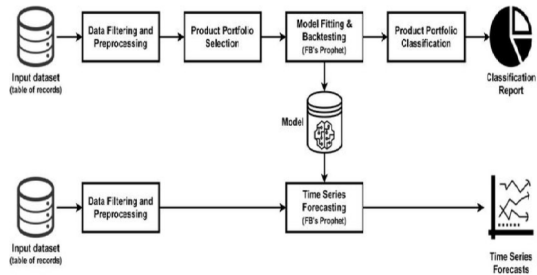 Data Filtering and
Preprocessing
Product Portfolio
Selection
Model Fitting &
Backtesting
(FB's Prophet)
Product Portfolio
Classification
Input dataset
(table of records)
Classification
Report
Model
Data Filtering and
Preprocessing
Time Series
Forecasting
(FB's Prophet)
Input dataset
(table of records)
Time Series
Forecasts